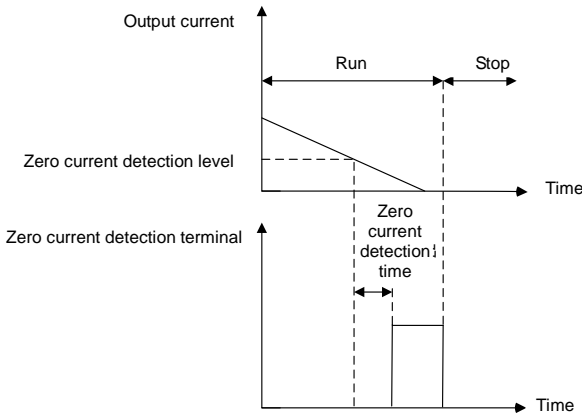 Output current
Run
Stop
Zero current detection level
Time
Zero current detection terminal
Zero
current
detection
time
Time